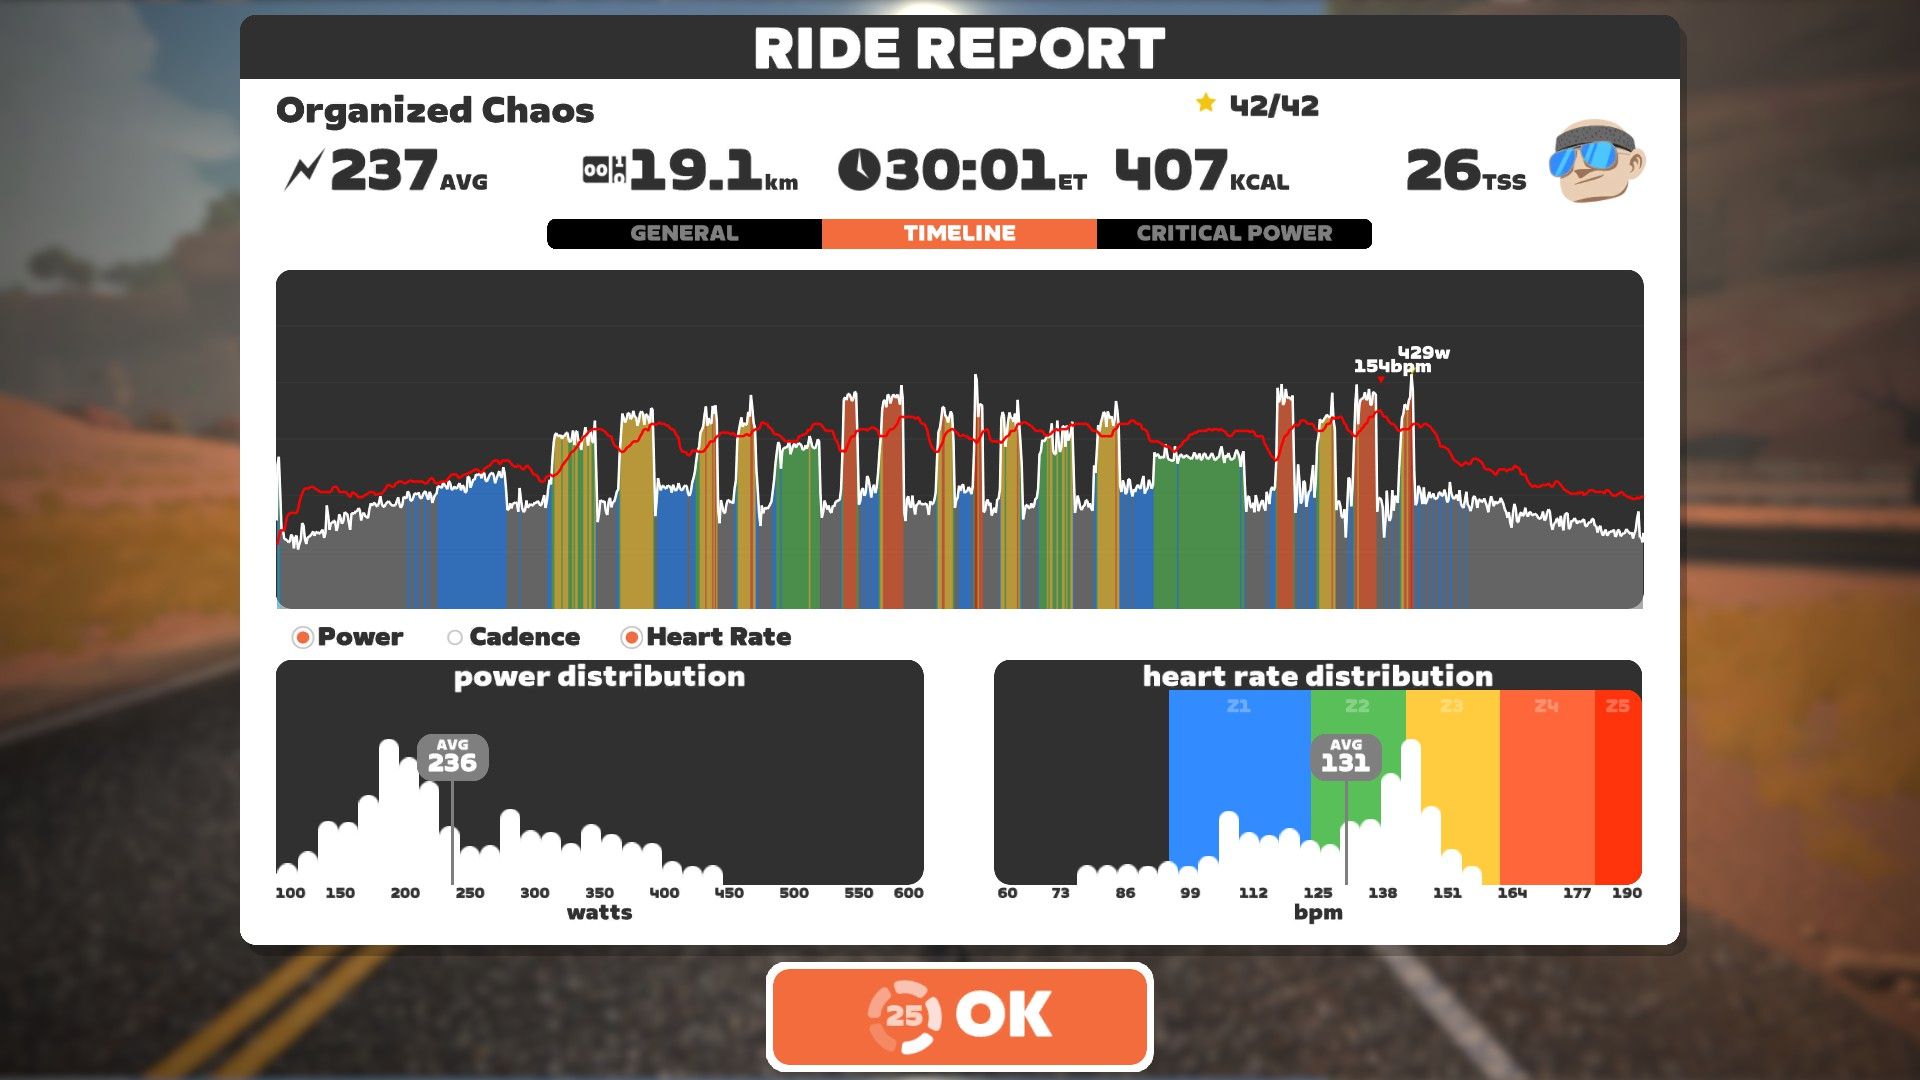 RIDE REPORT
Organized Chaos
42/42
237AVG
19.1km
30:01ET
407KCAL
26TSS
GENERAL
TIMELINE
CRITICAL POWER
429w
154bpm
Power
Cadence
Heart Rate
power distribution
AVG
236
100 150 200 250 300 350 400 450 500 550 600
watts
heart rate distribution
Z1 Z2 Z3 Z4 Z5
AVG
131
60 73 86 99 112 125 138 151 164 177 190
bpm
25 OK